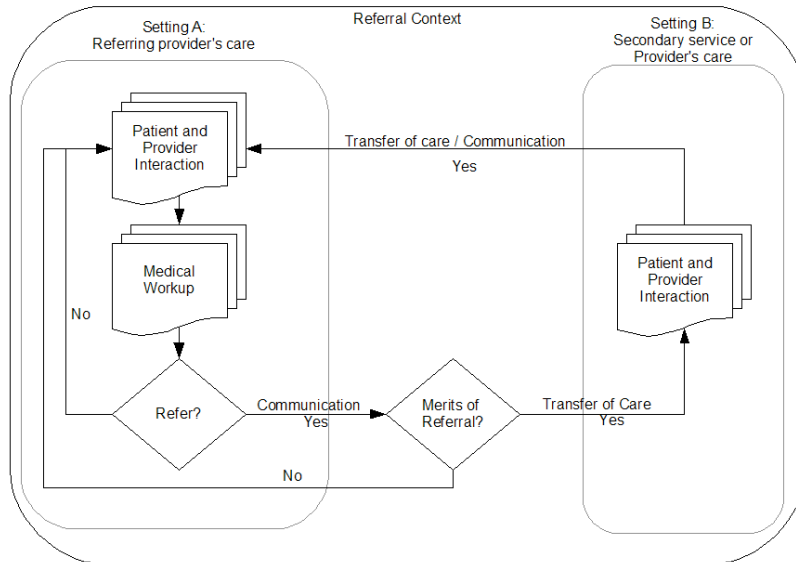 Referral Context
Setting A:
Referring provider's care
Setting B:
Secondary service or
Provider's care
Patient and
Provider
Interaction
Transfer of care / Communication
Yes
Medical
Workup
Patient and
Provider
Interaction
No
Refer?
Communication
Yes
Merits of
Referral?
Transfer of Care
Yes
No